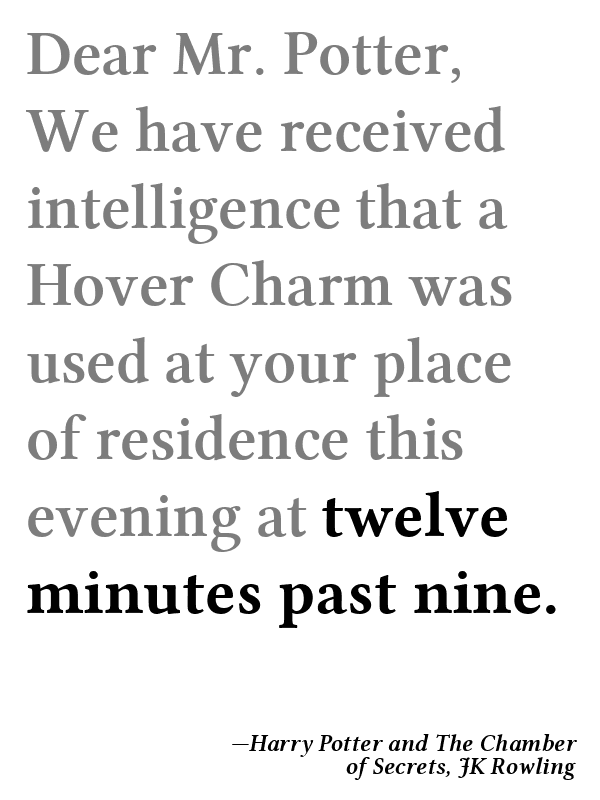 Dear Mr. Potter,
We have received
intelligence that a
Hover Charm was
used at your place
of residence this
evening at twelve
minutes past nine.
—Harry Potter and The Chamber
of Secrets, JK Rowling